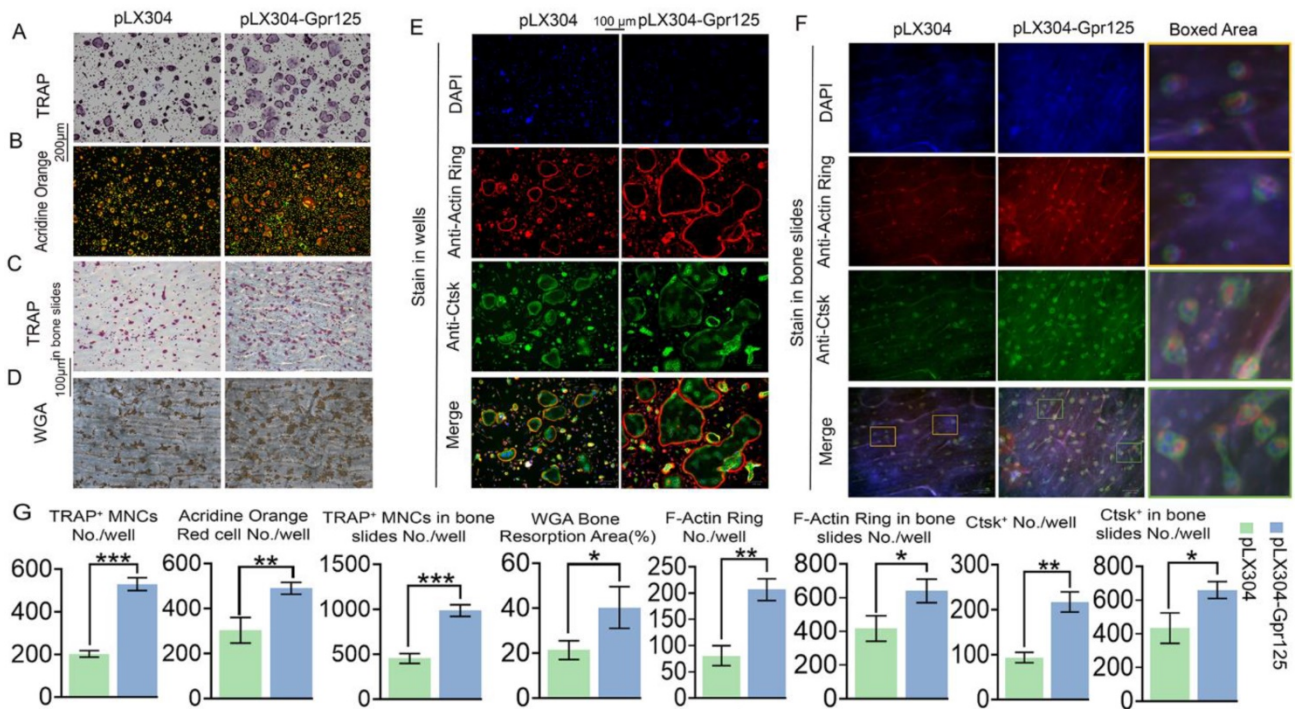 pLX304 pLX304-Gpr125
A
TRAP
200μm
B
Acridine Orange
C
TRAP
in bone slides
D
100μm
WGA
E
100 μm
pLX304 pLX304-Gpr125
Stain in wells
DAPI
Anti-Actin Ring
Anti-Ctsk
Merge
F
pLX304 pLX304-Gpr125 Boxed Area
Stain in bone slides
DAPI
Anti-Actin Ring
Anti-Ctsk
Merge
G
TRAP⁺ MNCs
No./well
***
600
400
200
0
Acridine Orange
Red cell No./well
**
600
400
200
0
TRAP⁺ MNCs in bone
slides No./well
***
1500
1000
500
0
WGA Bone
Resorption Area(%)
*
60
40
20
0
F-Actin Ring
No./well
**
250
200
150
100
50
0
F-Actin Ring in bone
slides No./well
*
800
600
400
200
0
Ctsk⁺ No./well
**
300
200
100
0
Ctsk⁺ in bone
slides No./well
*
800
600
400
200
0
pLX304
pLX304-Gpr125